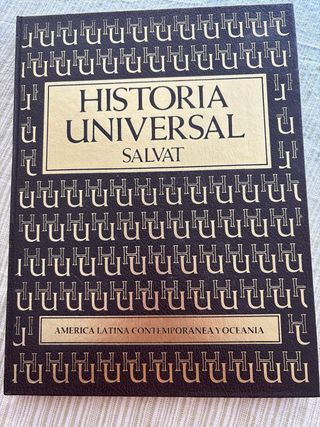 HISTORIA
UNIVERSAL
SALVAT
AMERICA LATINA CONTEMPORANEA Y OCEANIA